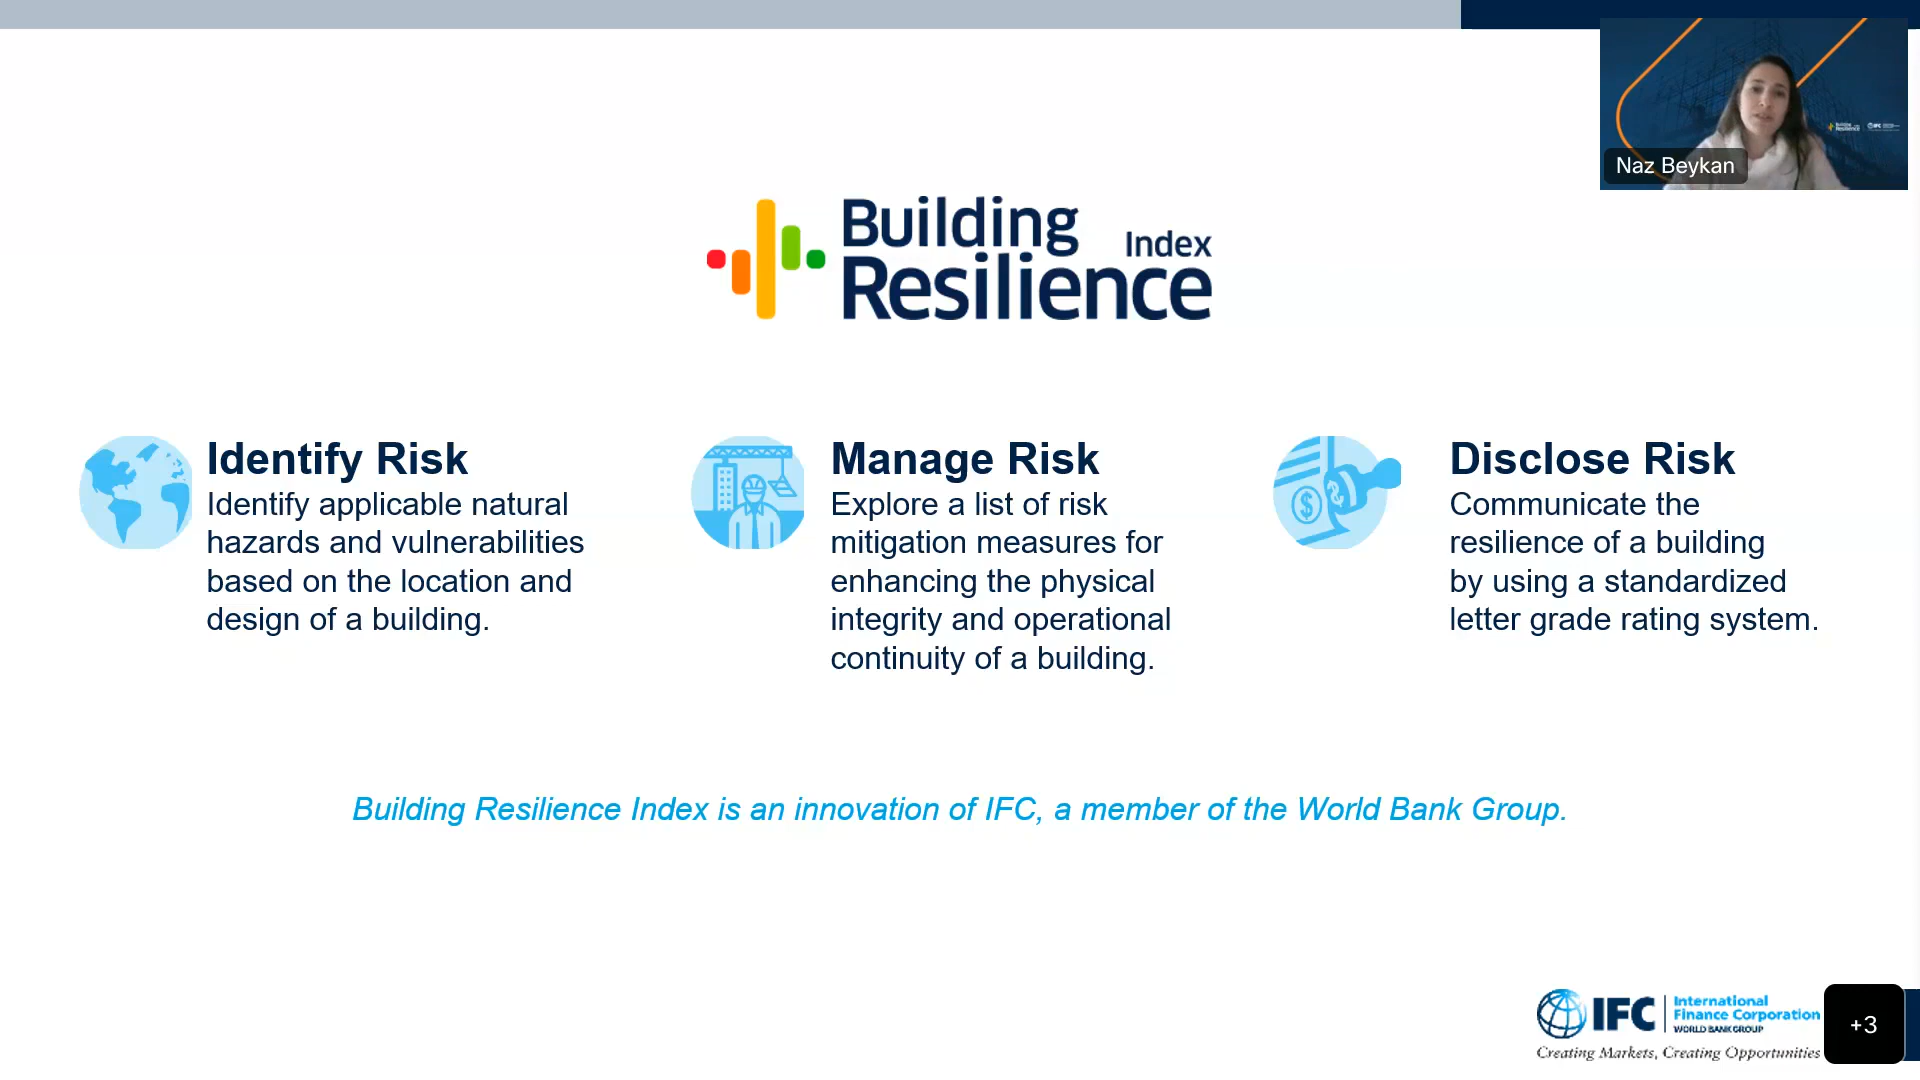 Naz Beykan
Building
Index
Resilience
Identify Risk
Identify applicable natural
hazards and vulnerabilities
based on the location and
design of a building.
Manage Risk
Explore a list of risk
mitigation measures for
enhancing the physical
integrity and operational
continuity of a building.
Disclose Risk
Communicate the
resilience of a building
by using a standardized
letter grade rating system.
Building Resilience Index is an innovation of IFC, a member of the World Bank Group.
IFC
International
Finance Corporation
WORLD BANK GROUP
Creating Markets, Creating Opportunities
+3